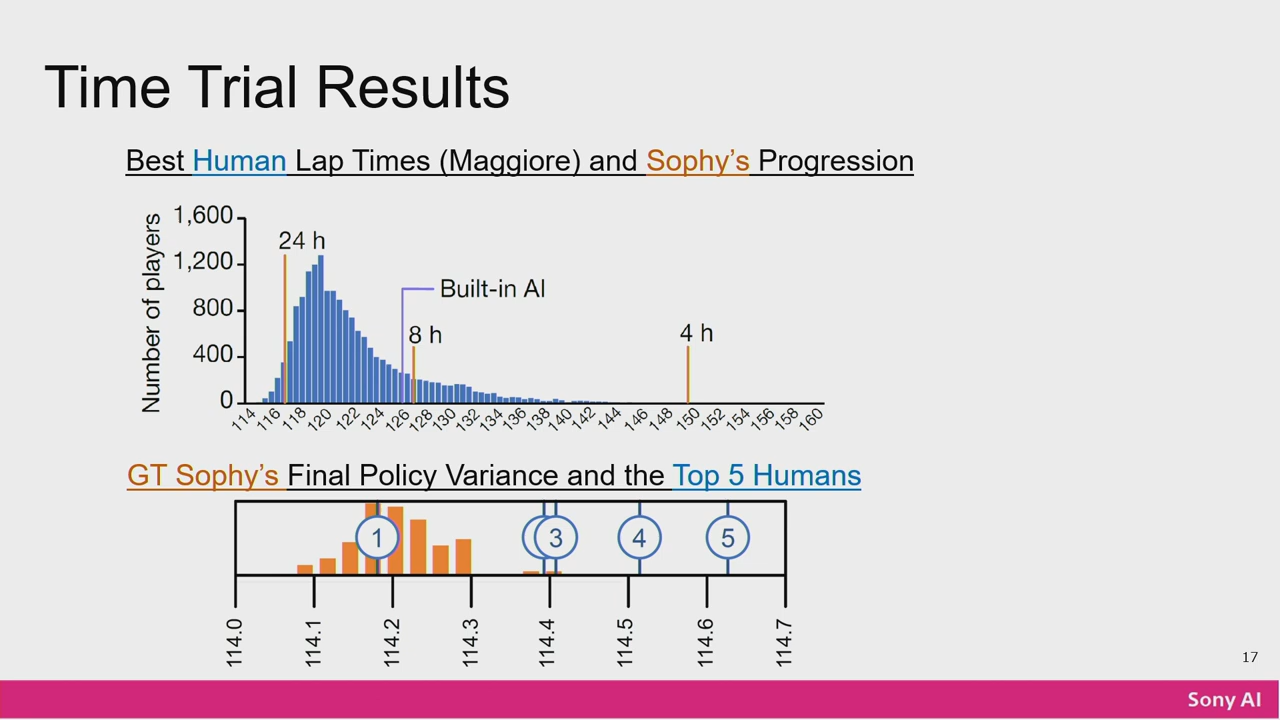 Time Trial Results
Best Human Lap Times (Maggiore) and Sophy’s Progression
Number of players
1,600
1,200
800
400
0
24 h
Built-in AI
8 h
4 h
114 116 118 120 122 124 126 128 130 132 134 136 138 140 142 144 146 148 150 152 154 156 158 160
GT Sophy’s Final Policy Variance and the Top 5 Humans
1 3 4 5
114.0 114.1 114.2 114.3 114.4 114.5 114.6 114.7
17
Sony AI